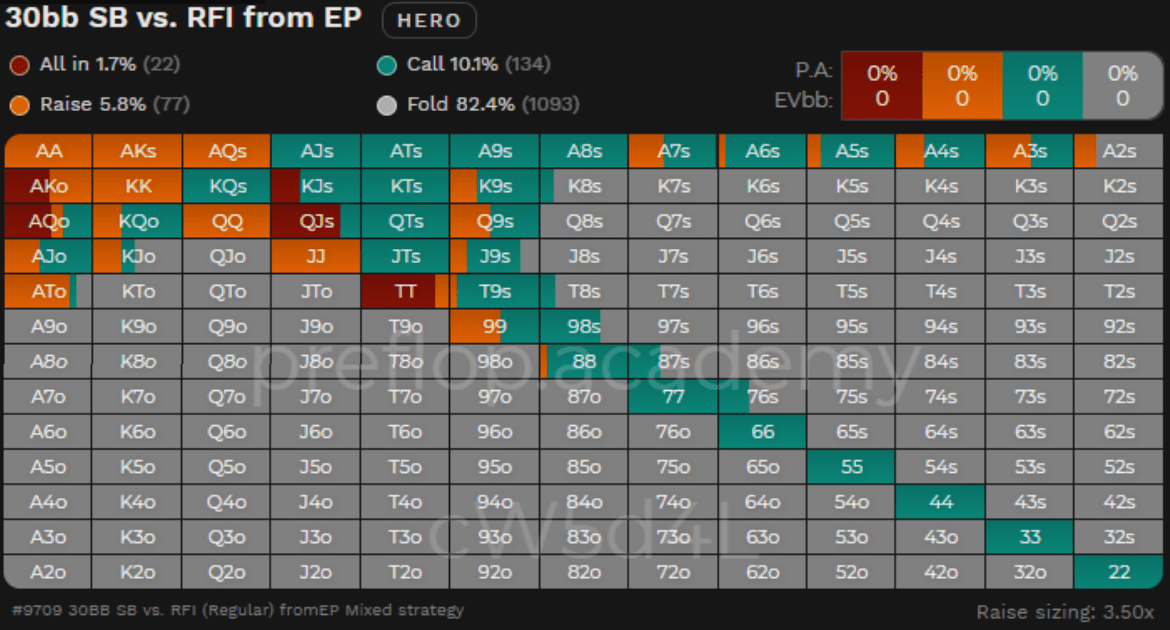 30bb SB vs. RFI from EP HERO
All in 1.7% (22) Call 10.1% (134)
Raise 5.8% (77) Fold 82.4% (1093)
P.A: 0% 0% 0% 0%
EVbb: 0 0 0 0
AA AKs AQs AJs ATs A9s A8s A7s A6s A5s A4s A3s A2s
AKo KK KQs KJs KTs K9s K8s K7s K6s K5s K4s K3s K2s
AQo KQo QQ QJs QTs Q9s Q8s Q7s Q6s Q5s Q4s Q3s Q2s
AJo KJo QJo JJ JTs J9s J8s J7s J6s J5s J4s J3s J2s
ATo KTo QTo JTo TT T9s T8s T7s T6s T5s T4s T3s T2s
A9o K9o Q9o J9o T9o 99 98s 97s 96s 95s 94s 93s 92s
A8o K8o Q8o J8o T8o 98o 88 87s 86s 85s 84s 83s 82s
preflop.academy
A7o K7o Q7o J7o T7o 97o 87o 77 76s 75s 74s 73s 72s
A6o K6o Q6o J6o T6o 96o 86o 76o 66 65s 64s 63s 62s
A5o K5o Q5o J5o T5o 95o 85o 75o 65o 55 54s 53s 52s
A4o K4o Q4o J4o T4o 94o 84o 74o 64o 54o 44 43s 42s
cW5d4L
A3o K3o Q3o J3o T3o 93o 83o 73o 63o 53o 43o 33 32s
A2o K2o Q2o J2o T2o 92o 82o 72o 62o 52o 42o 32o 22
#9709 30BB SB vs. RFI (Regular) fromEP Mixed strategy
Raise sizing: 3.50x